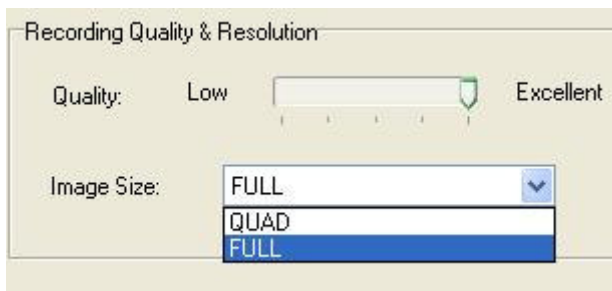 Recording Quality & Resolution
Quality: Low Excellent
Image Size: FULL
QUAD
FULL